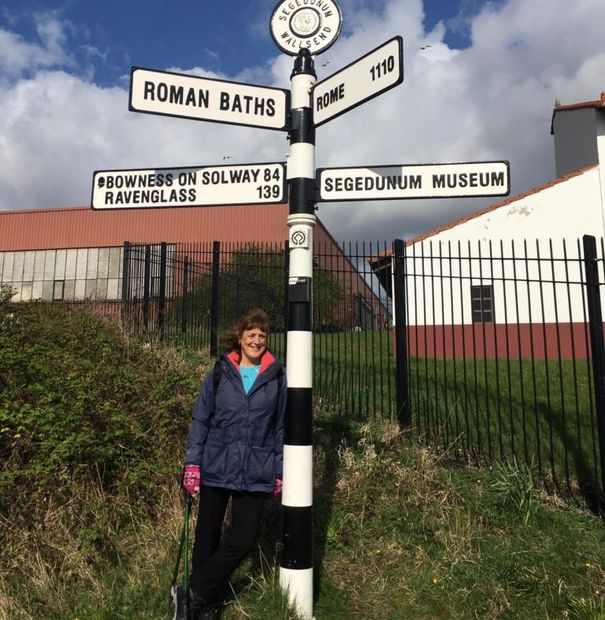 SEGEDUNUM
WALLSEND
ROMAN BATHS
ROME 1110
BOWNESS ON SOLWAY 84
RAVENGLASS 139
SEGEDUNUM MUSEUM